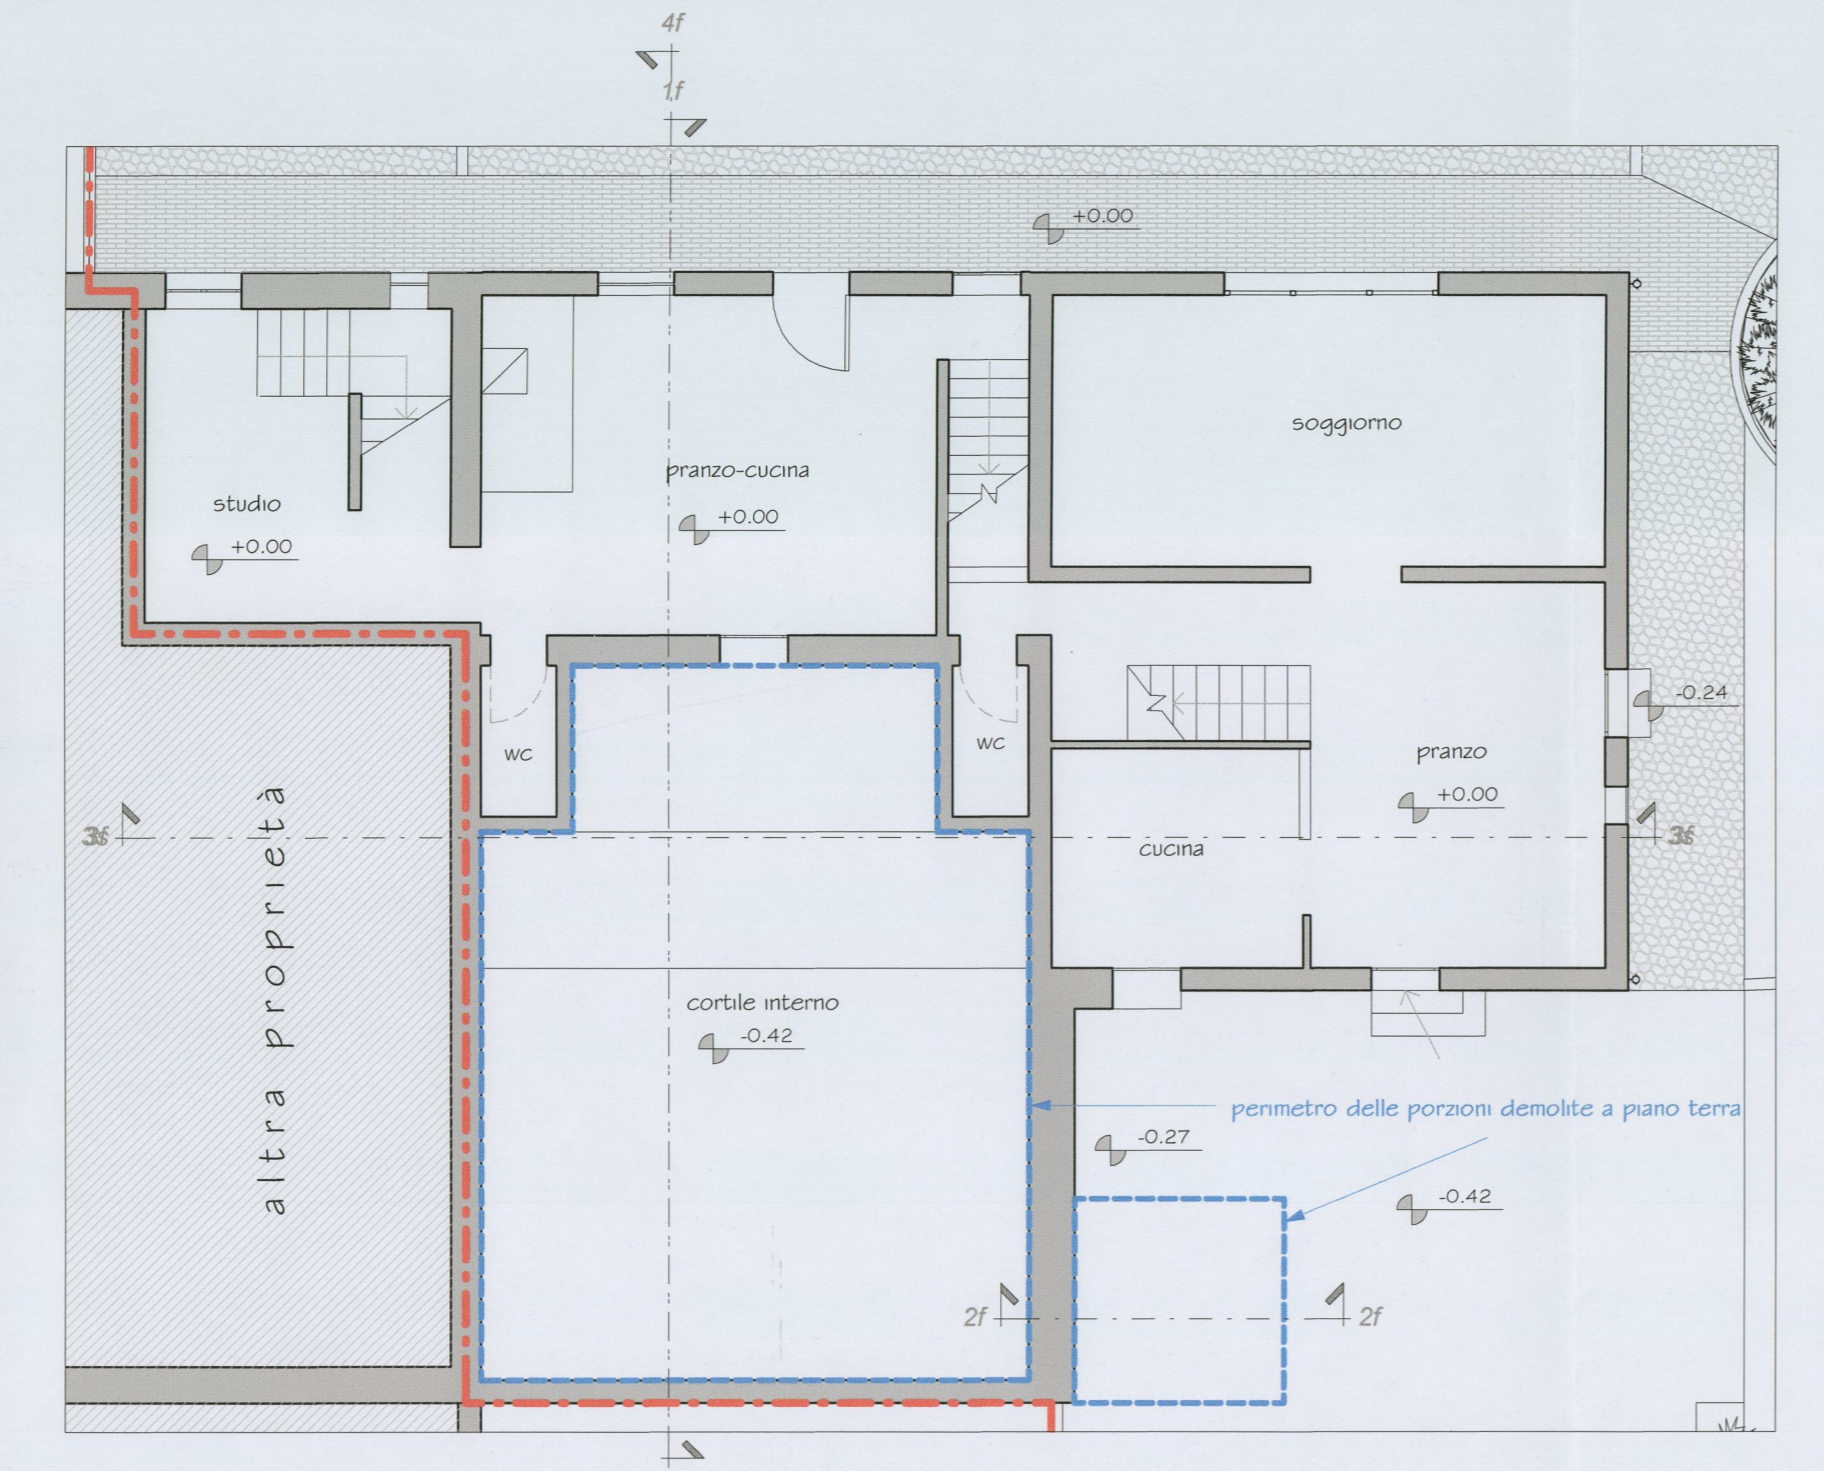 4f
1f
+0.00
soggiorno
pranzo-cucina
+0.00
studio
+0.00
-0.24
wc
wc
pranzo
+0.00
altra proprietà
3f
3f
cucina
cortile interno
-0.42
perimetro delle porzioni demolite a piano terra
-0.27
-0.42
2f
2f